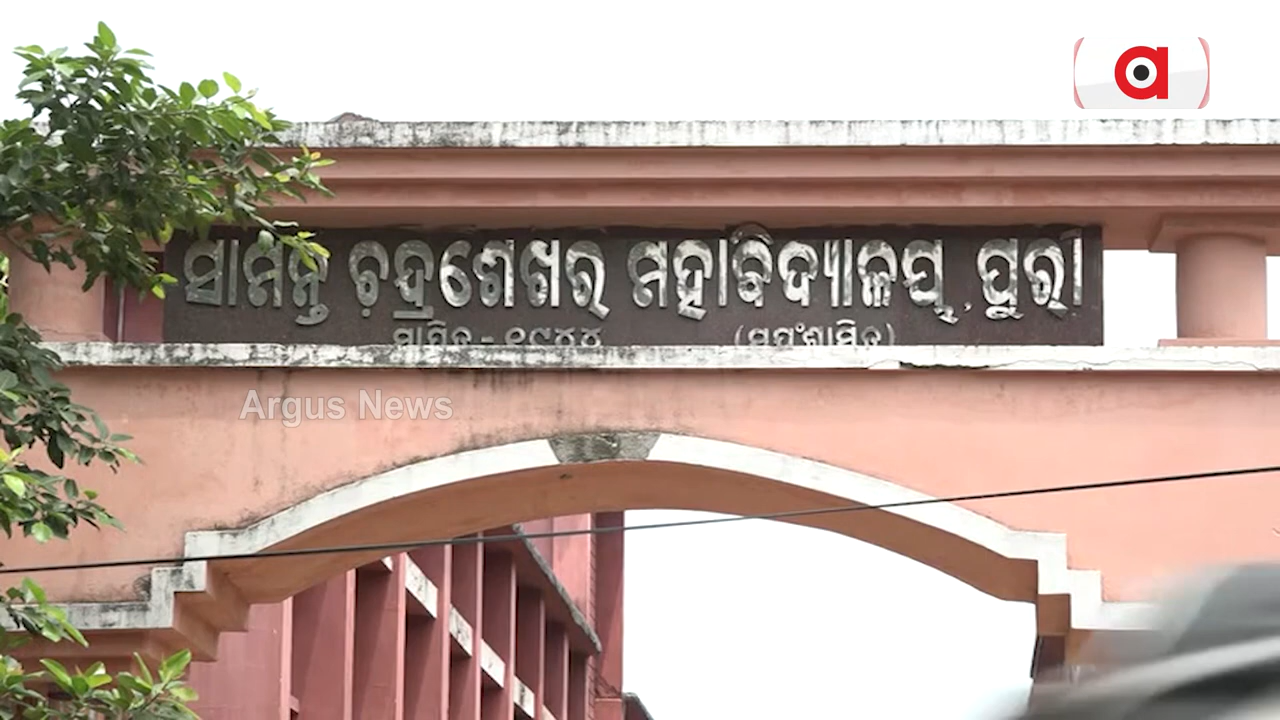 ସାମନ୍ତ ଚନ୍ଦ୍ରଶେଖର ମହାବିଦ୍ୟାଳୟ, ପୁରୀ
ସ୍ଥାପିତ - ୧୯୪୪ (ସ୍ୱୟଂଶାସିତ)
Argus News